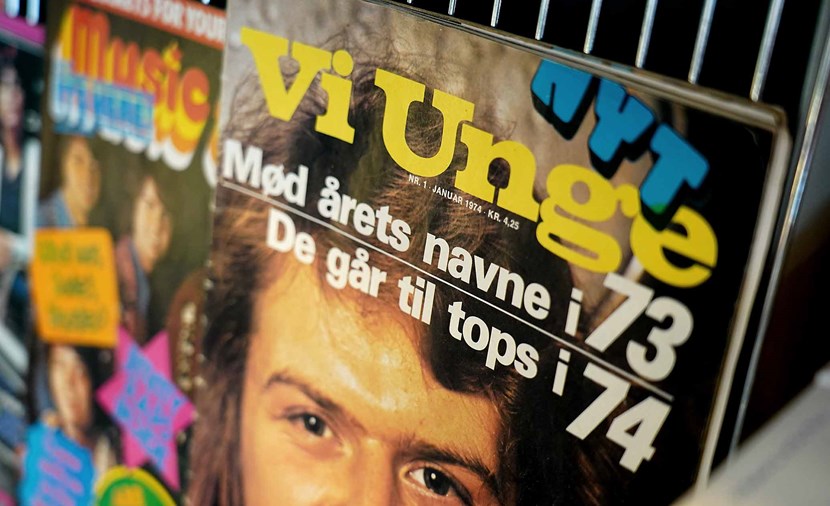 Music
Vi Unge
NYT
NR. 1 · JANUAR 1974 · KR. 4,25
Mød årets navne i 73
De går til tops i 74